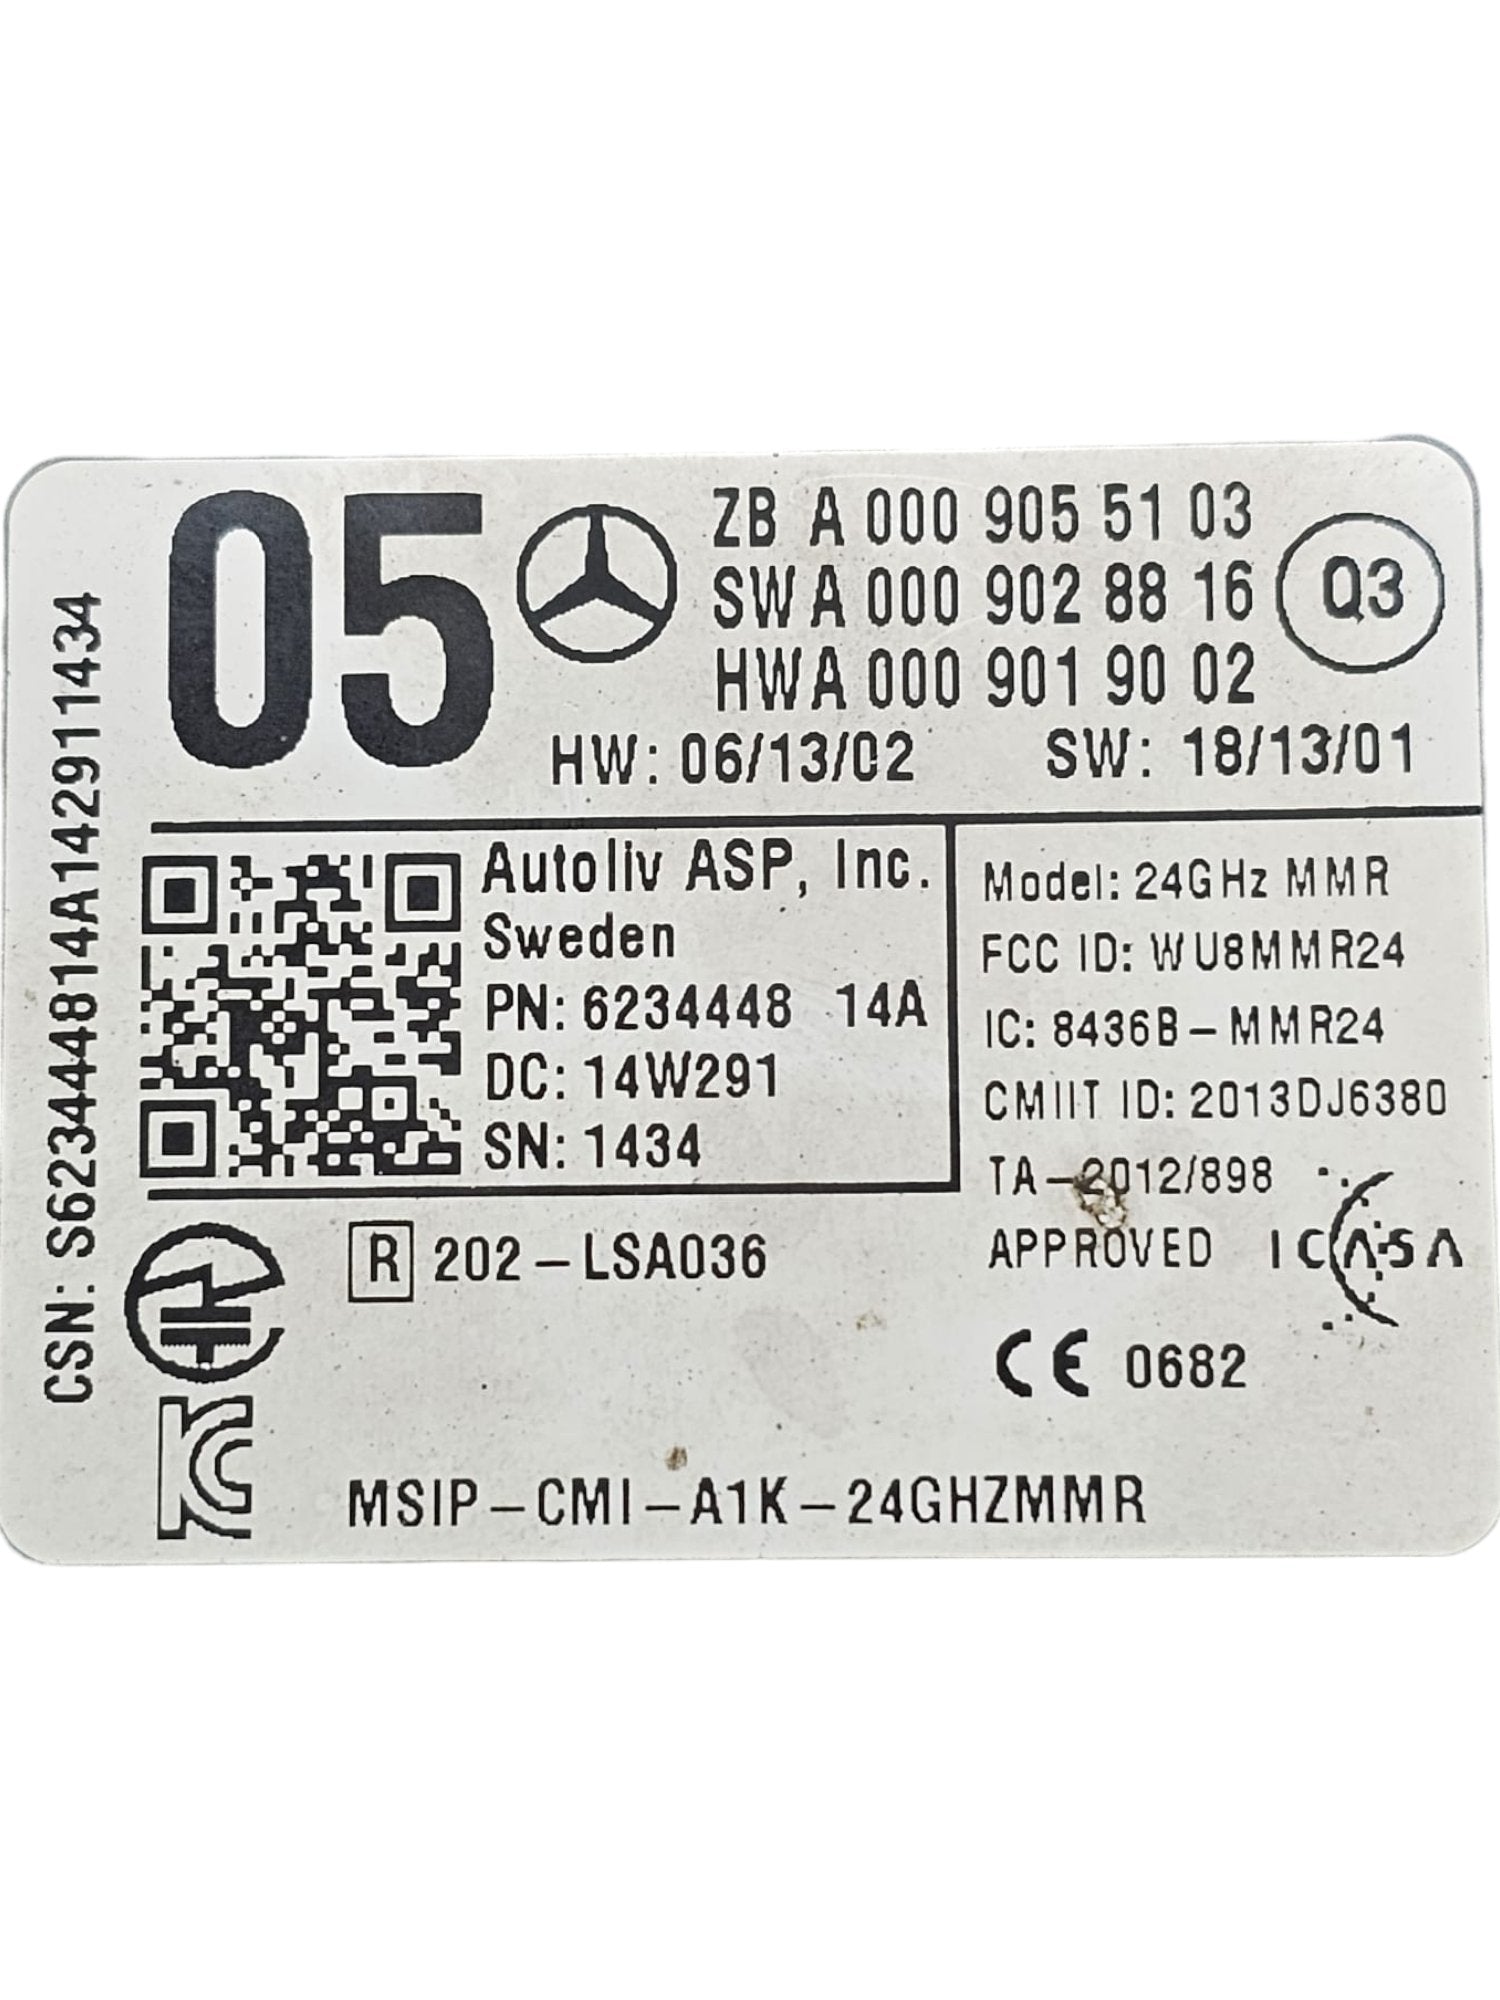 05
ZB A 000 905 51 03
SW A 000 902 88 16
HW A 000 901 90 02
Q3
HW: 06/13/02 SW: 18/13/01
CSN: S62344481 4A142911434
Autoliv ASP, Inc.
Sweden
PN: 6234448 14A
DC: 14W291
SN: 1434
Model: 24GHz MMR
FCC ID: WU8MMR24
IC: 8436B-MMR24
CMIIT ID: 2013DJ6380
TA-2012/898
APPROVED ICASA
R 202-LSA036
CE 0682
KC
MSIP-CMI-A1K-24GHZMMR